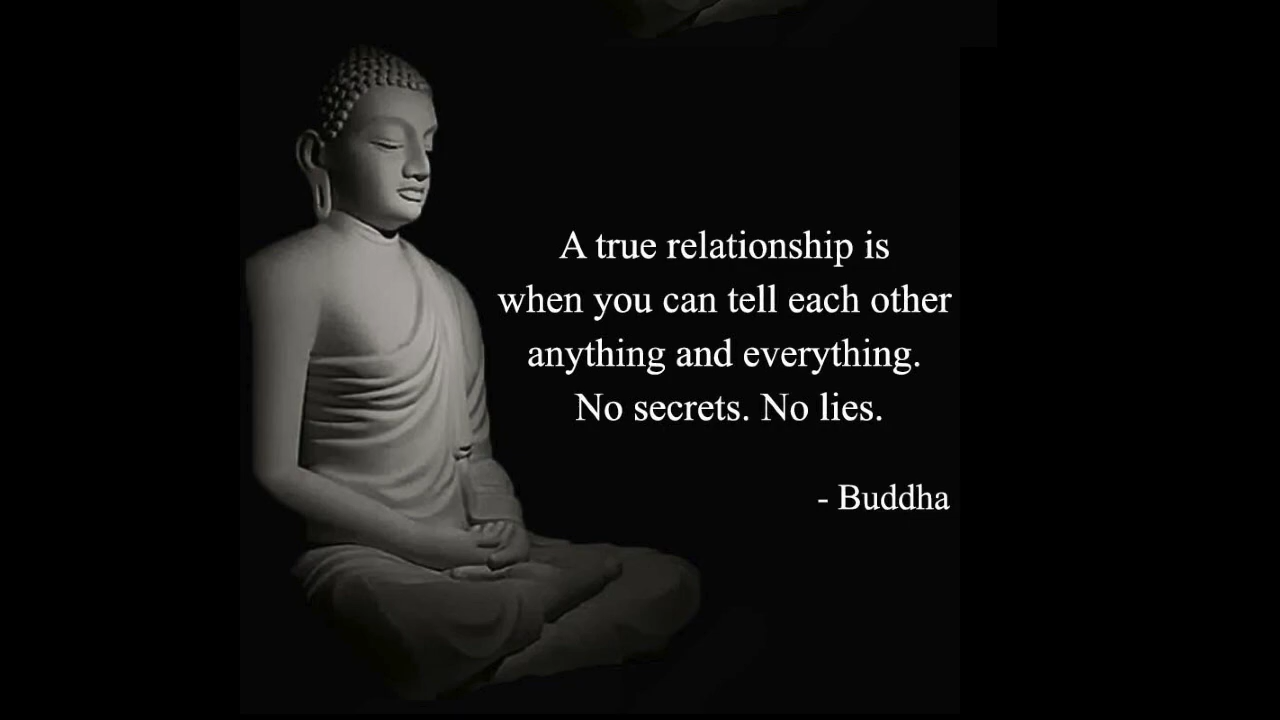 A true relationship is
when you can tell each other
anything and everything.
No secrets. No lies.
- Buddha